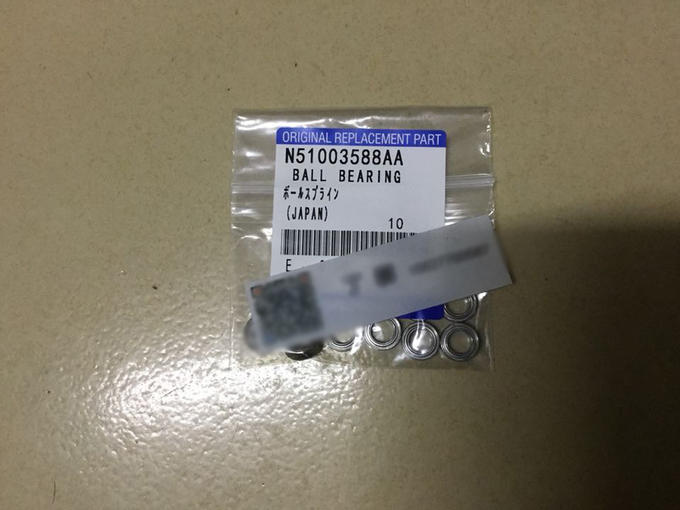 ORIGINAL REPLACEMENT PART
N51003588AA
BALL BEARING
ボールスプライン
(JAPAN)
10
E